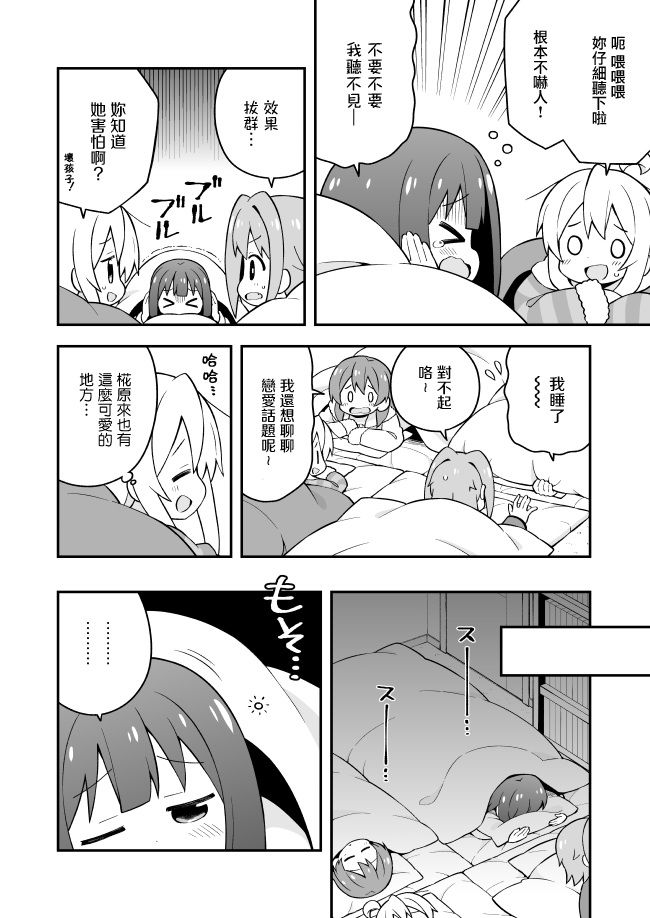 呃 喂喂喂
妳仔細聽下啦
根本不嚇人！
不要不要
我聽不見─
效果
拔群…
妳知道
她害怕啊？
壞孩子！
ブルブル
我睡了
對不起
咯~
我還想聊聊
戀愛話題呢~
哈哈…
椛原來也有
這麼可愛的
地方…
スー…
スー…
もそ…
………
………